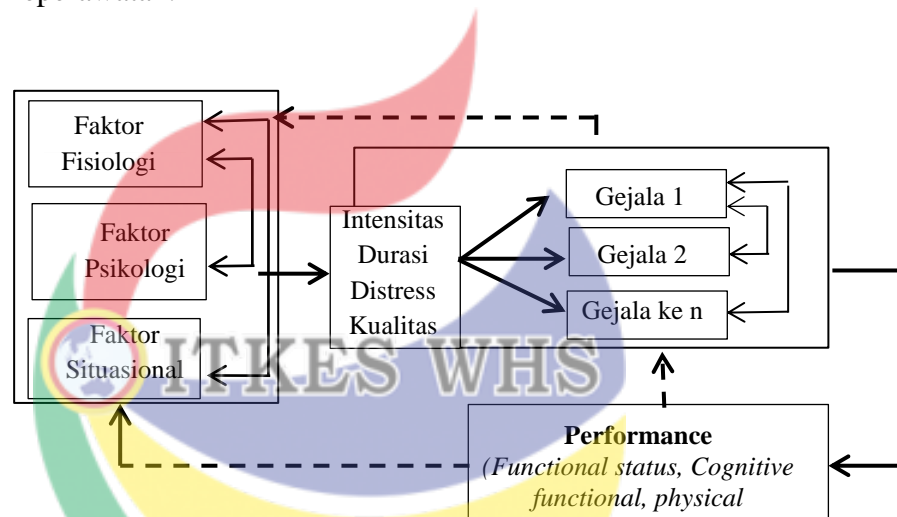 Faktor
Fisiologi
Faktor
Psikologi
Faktor
Situasional
Intensitas
Durasi
Distress
Kualitas
Gejala 1
Gejala 2
Gejala ke n
ITKES WHS
Performance
(Functional status, Cognitive
functional, physical